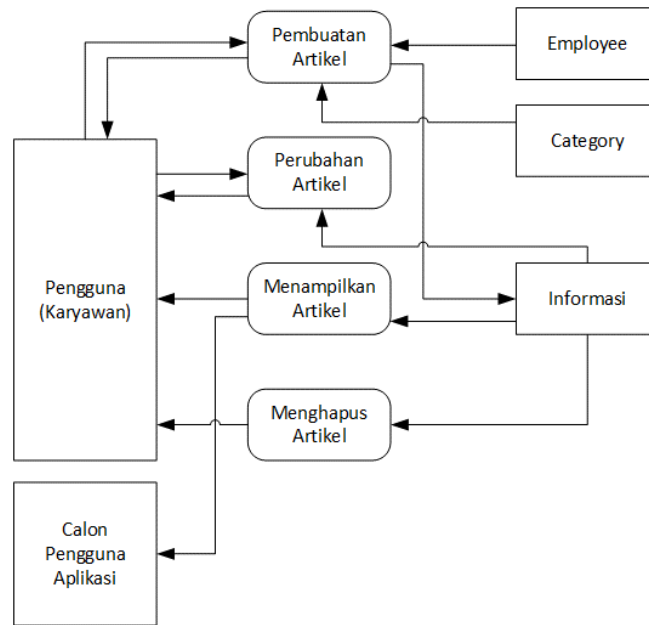 Pembuatan
Artikel
Employee
Category
Perubahan
Artikel
Pengguna
(Karyawan)
Menampilkan
Artikel
Informasi
Menghapus
Artikel
Calon
Pengguna
Aplikasi